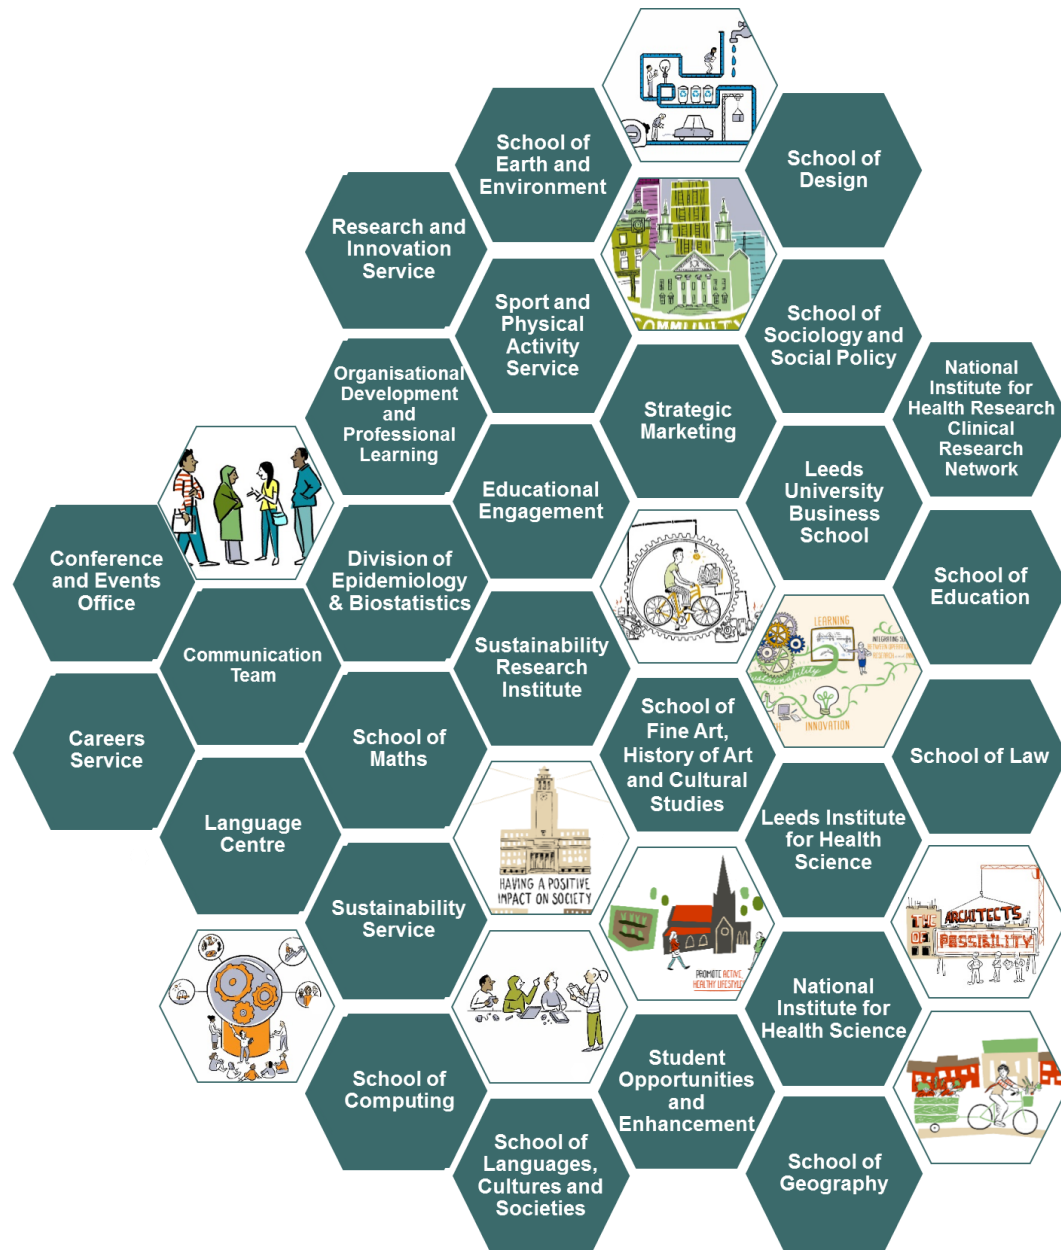 School of
Earth and
Environment
School of
Design
Research and
Innovation
Service
COMMUNITY
Sport and
Physical
Activity
Service
School of
Sociology and
Social Policy
Organisational
Development
and
Professional
Learning
Strategic
Marketing
National
Institute for
Health Research
Clinical
Research
Network
Educational
Engagement
Leeds
University
Business
School
Conference
and Events
Office
Division of
Epidemiology
& Biostatistics
School of
Education
Communication
Team
Sustainability
Research
Institute
LEARNING
INTEGRATING
RESEARCH
sustainability
INNOVATION
Careers
Service
School of
Maths
School of
Fine Art,
History of Art
and Cultural
Studies
School of Law
Language
Centre
HAVING A POSITIVE
IMPACT ON SOCIETY
Leeds Institute
for Health
Science
Sustainability
Service
PROMOTE ACTIVE
HEALTHY LIFESTYLE
THE
ARCHITECTS
OF
POSSIBILITY
National
Institute for
Health Science
School of
Computing
Student
Opportunities
and
Enhancement
School of
Languages,
Cultures and
Societies
School of
Geography